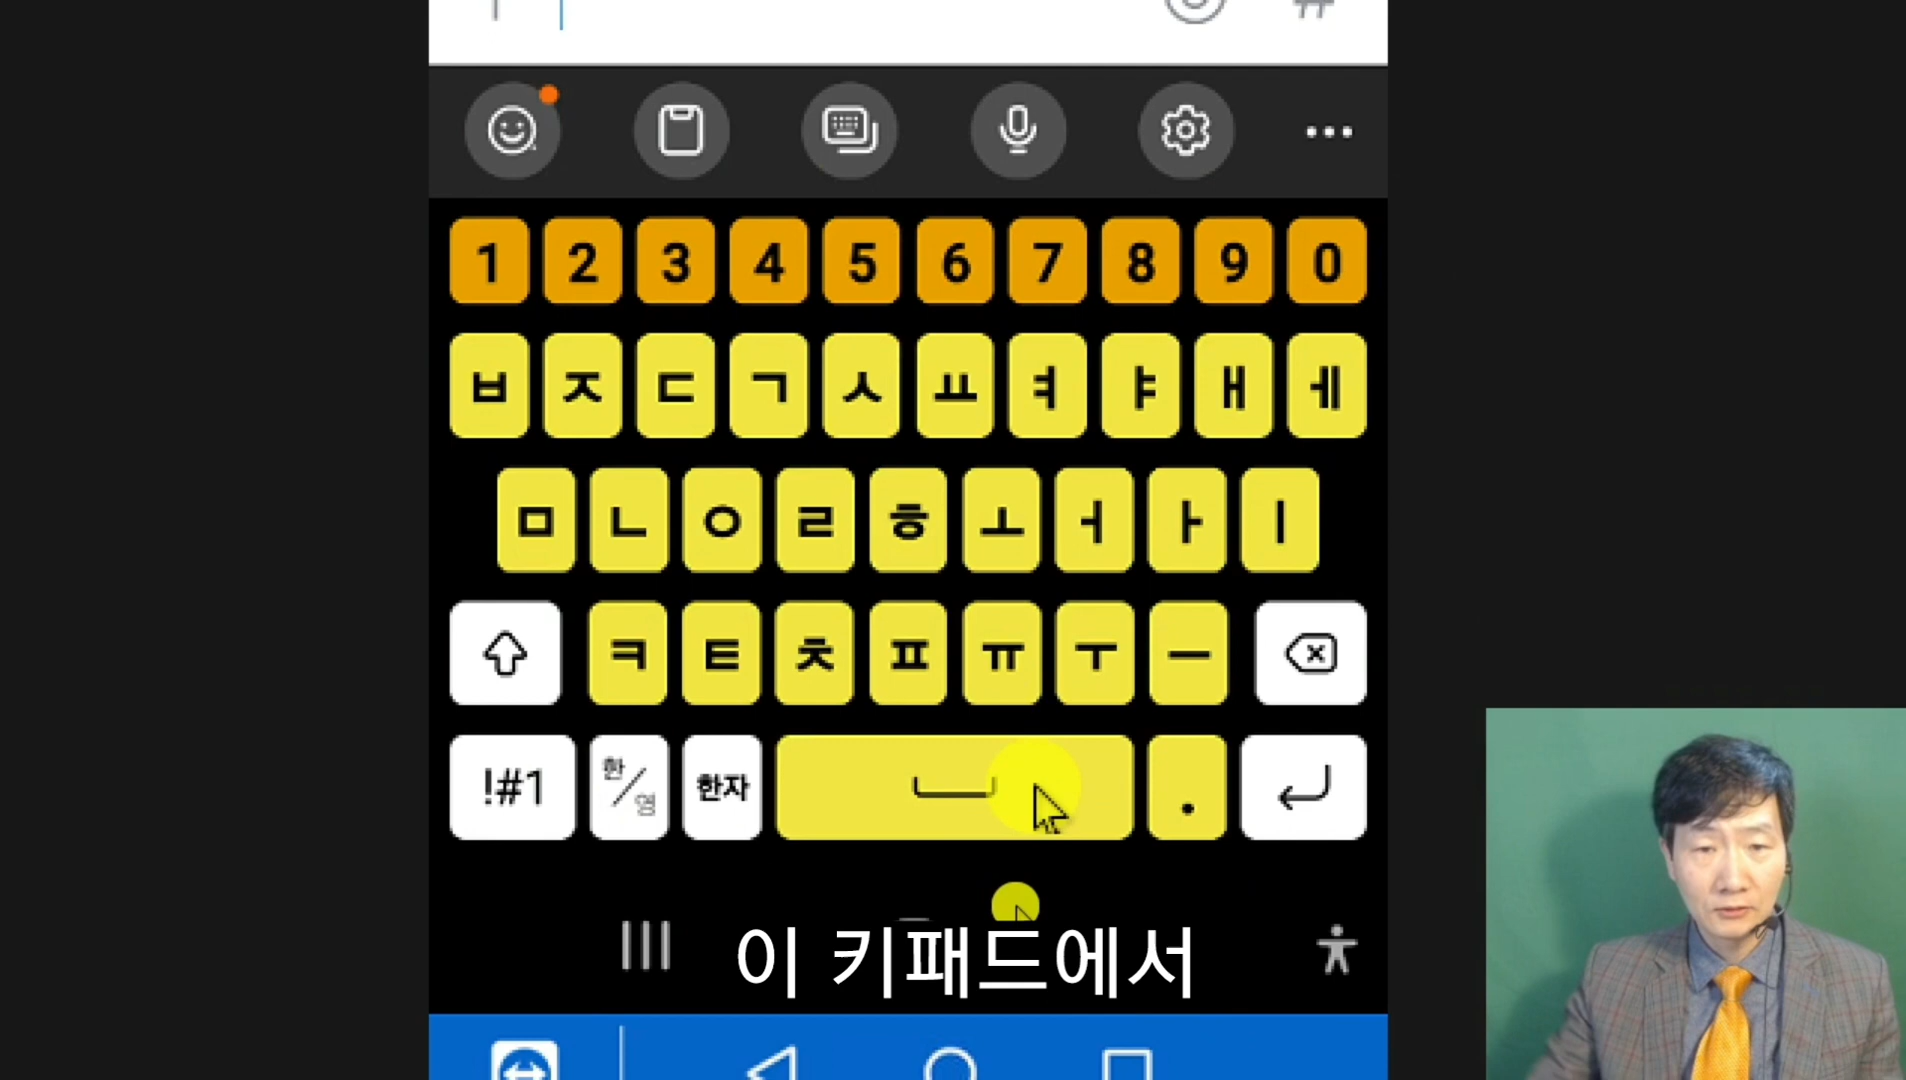 #
1 2 3 4 5 6 7 8 9 0
ㅂ ㅈ ㄷ ㄱ ㅅ ㅛ ㅕ ㅑ ㅐ ㅔ
ㅁ ㄴ ㅇ ㄹ ㅎ ㅗ ㅓ ㅏ ㅣ
ㅋ ㅌ ㅊ ㅍ ㅠ ㅜ ㅡ
!#1 한/영 한자 .
이 키패드에서